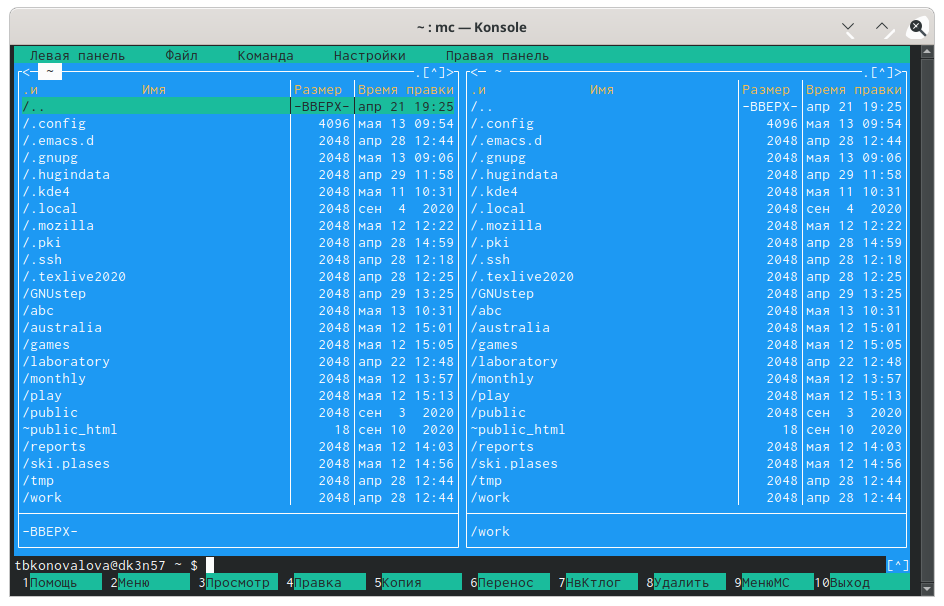 ~ : mc — Konsole
Левая панель Файл Команда Настройки Правая панель
<─ ~ ─.[^]> <─ ~ ─.[^]>
.и Имя Размер Время правки .и Имя Размер Время правки
/.. -ВВЕРХ- апр 21 19:25 /.. -ВВЕРХ- апр 21 19:25
/.config 4096 мая 13 09:54 /.config 4096 мая 13 09:54
/.emacs.d 2048 апр 28 12:44 /.emacs.d 2048 апр 28 12:44
/.gnupg 2048 мая 13 09:06 /.gnupg 2048 мая 13 09:06
/.hugindata 2048 апр 29 11:58 /.hugindata 2048 апр 29 11:58
/.kde4 2048 мая 11 10:31 /.kde4 2048 мая 11 10:31
/.local 2048 сен 4 2020 /.local 2048 сен 4 2020
/.mozilla 2048 мая 12 12:22 /.mozilla 2048 мая 12 12:22
/.pki 2048 апр 28 14:59 /.pki 2048 апр 28 14:59
/.ssh 2048 апр 28 12:18 /.ssh 2048 апр 28 12:18
/.texlive2020 2048 апр 28 12:25 /.texlive2020 2048 апр 28 12:25
/GNUstep 2048 апр 29 13:25 /GNUstep 2048 апр 29 13:25
/abc 2048 мая 13 10:31 /abc 2048 мая 13 10:31
/australia 2048 мая 12 15:01 /australia 2048 мая 12 15:01
/games 2048 мая 12 15:05 /games 2048 мая 12 15:05
/laboratory 2048 апр 22 12:48 /laboratory 2048 апр 22 12:48
/monthly 2048 мая 12 13:57 /monthly 2048 мая 12 13:57
/play 2048 мая 12 15:13 /play 2048 мая 12 15:13
/public 2048 сен 3 2020 /public 2048 сен 3 2020
~public_html 18 сен 10 2020 ~public_html 18 сен 10 2020
/reports 2048 мая 12 14:03 /reports 2048 мая 12 14:03
/ski.plases 2048 мая 12 14:56 /ski.plases 2048 мая 12 14:56
/tmp 2048 апр 28 12:44 /tmp 2048 апр 28 12:44
/work 2048 апр 28 12:44 /work 2048 апр 28 12:44
-ВВЕРХ- /work
tbkonovalova@dk3n57 ~ $ [^]
1Помощь 2Меню 3Просмотр 4Правка 5Копия 6Перенос 7НвКтлог 8Удалить 9МенюMC 10Выход